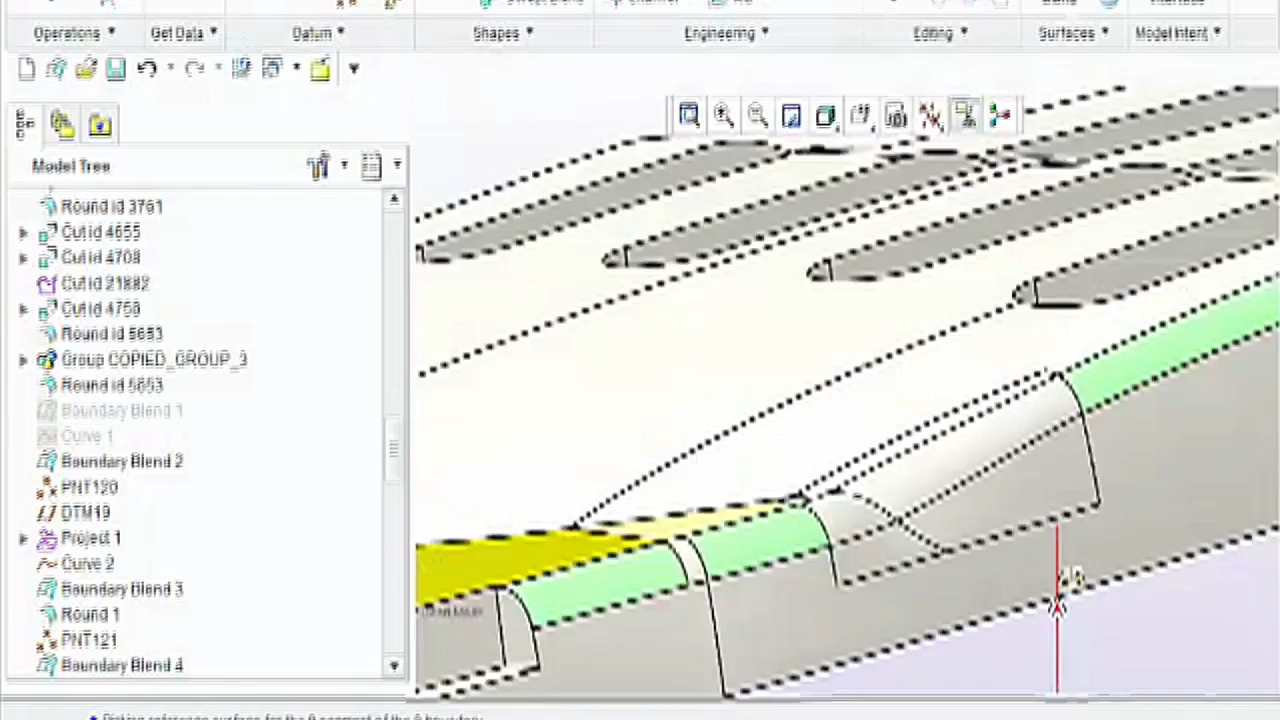 Operations Get Data Datum Shapes Engineering Editing Surfaces Model Intent
Model Tree
Round id 3761
Cut id 4655
Cut id 4708
Cut id 21882
Cut id 4758
Round id 5653
Group COPIED_GROUP_3
Round id 5853
Boundary Blend 1
Curve 1
Boundary Blend 2
PNT120
DTM19
Project 1
Curve 2
Boundary Blend 3
Round 1
PNT121
Boundary Blend 4